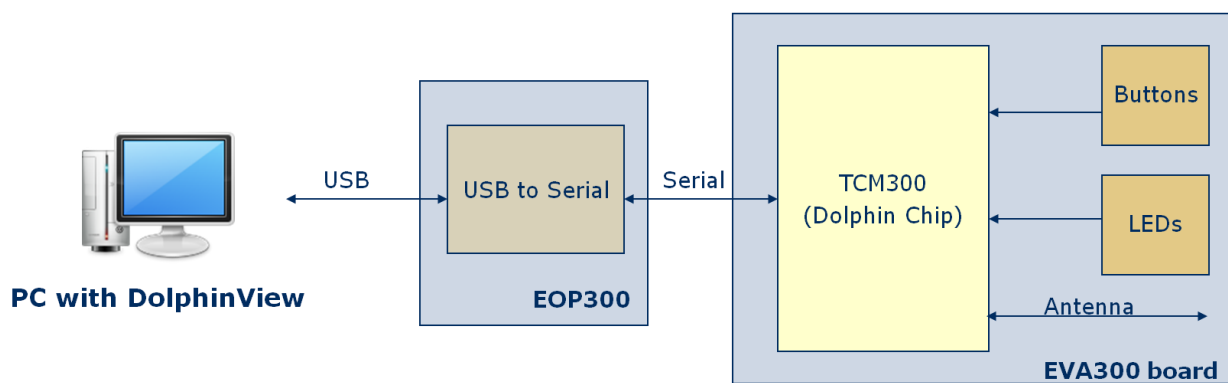 PC with DolphinView
USB
USB to Serial
EOP300
Serial
TCM300
(Dolphin Chip)
Buttons
LEDs
Antenna
EVA300 board